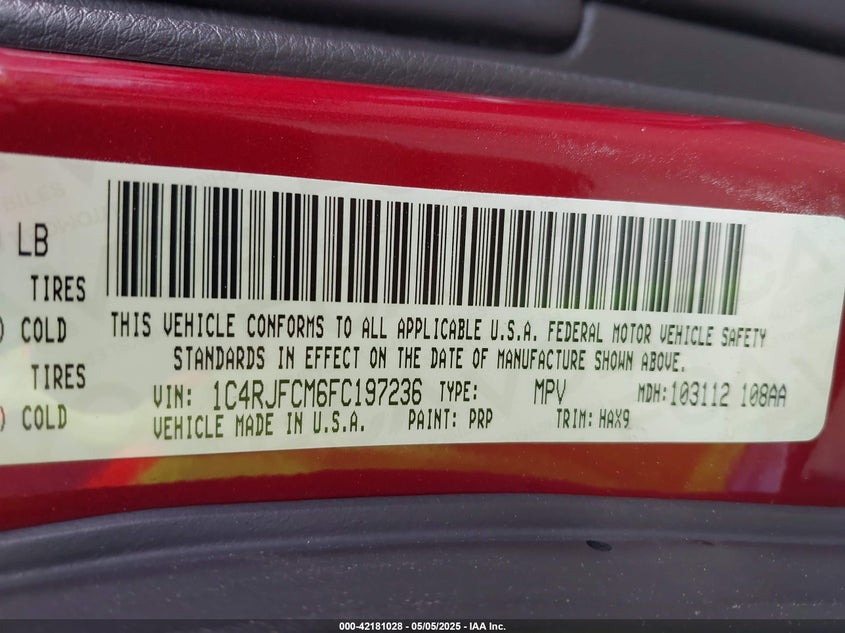 LB
TIRES
) COLD
TIRES
) COLD
THIS VEHICLE CONFORMS TO ALL APPLICABLE U.S.A. FEDERAL MOTOR VEHICLE SAFETY
STANDARDS IN EFFECT ON THE DATE OF MANUFACTURE SHOWN ABOVE.
VIN: 1C4RJFCM6FC197236 TYPE: MPV MDH: 103112 108AA
VEHICLE MADE IN U.S.A. PAINT: PRP TRIM: HAX9
000-42181028 - 05/05/2025 - IAA Inc.